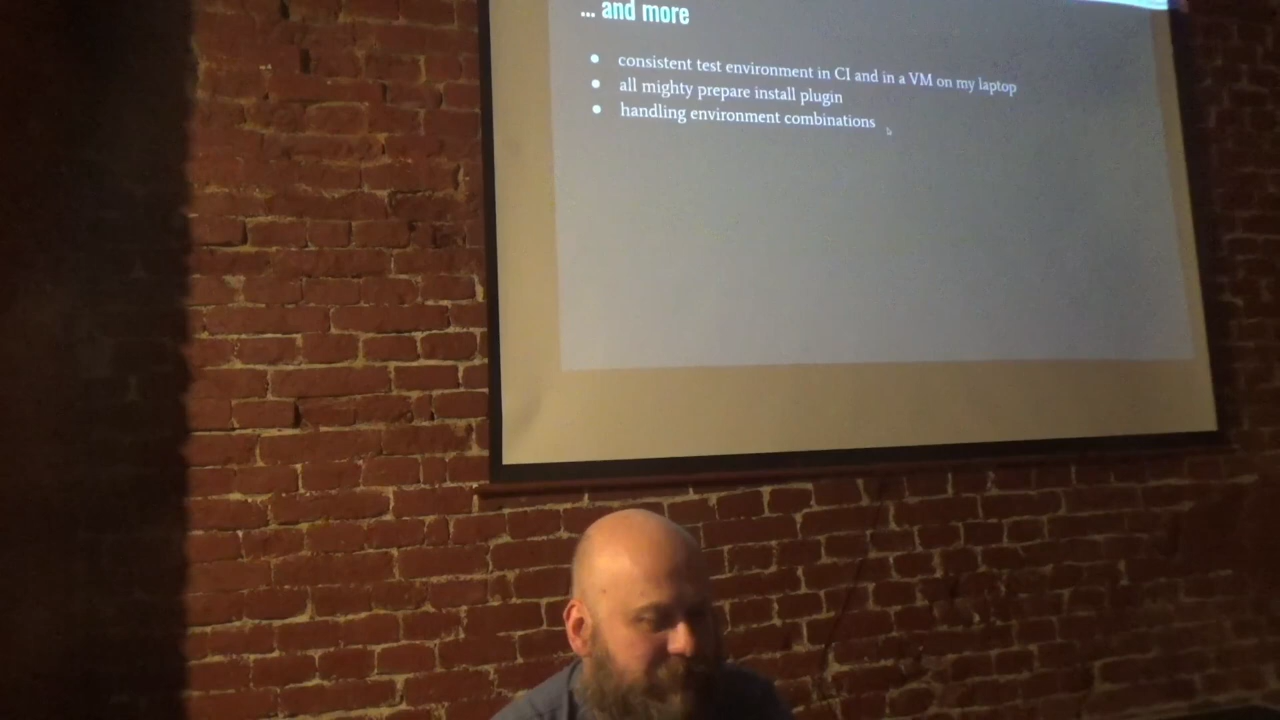 ... and more
consistent test environment in CI and in a VM on my laptop
all mighty prepare install plugin
handling environment combinations